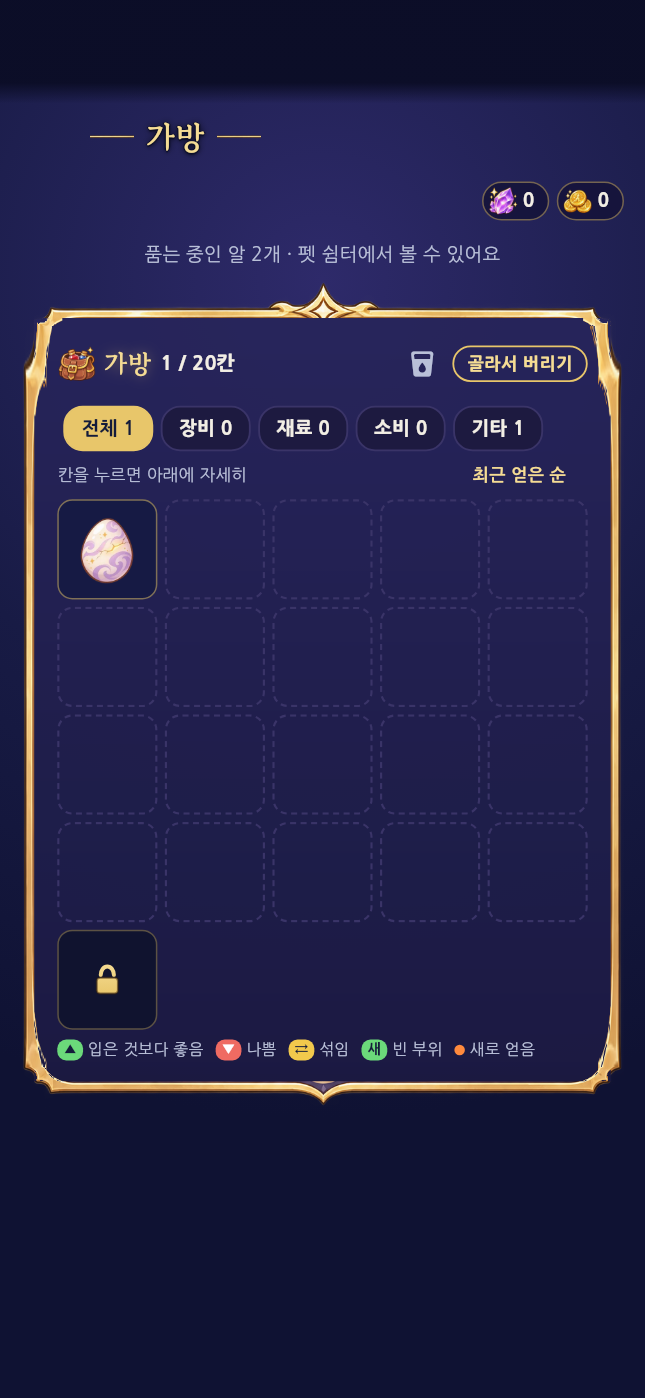 가방
0 0
품는 중인 알 2개 · 펫 쉼터에서 볼 수 있어요
가방 1 / 20칸 골라서 버리기
전체 1 장비 0 재료 0 소비 0 기타 1
칸을 누르면 아래에 자세히 최근 얻은 순
▲ 입은 것보다 좋음 ▼ 나쁨 ⇄ 섞임 새 빈 부위 ● 새로 얻음